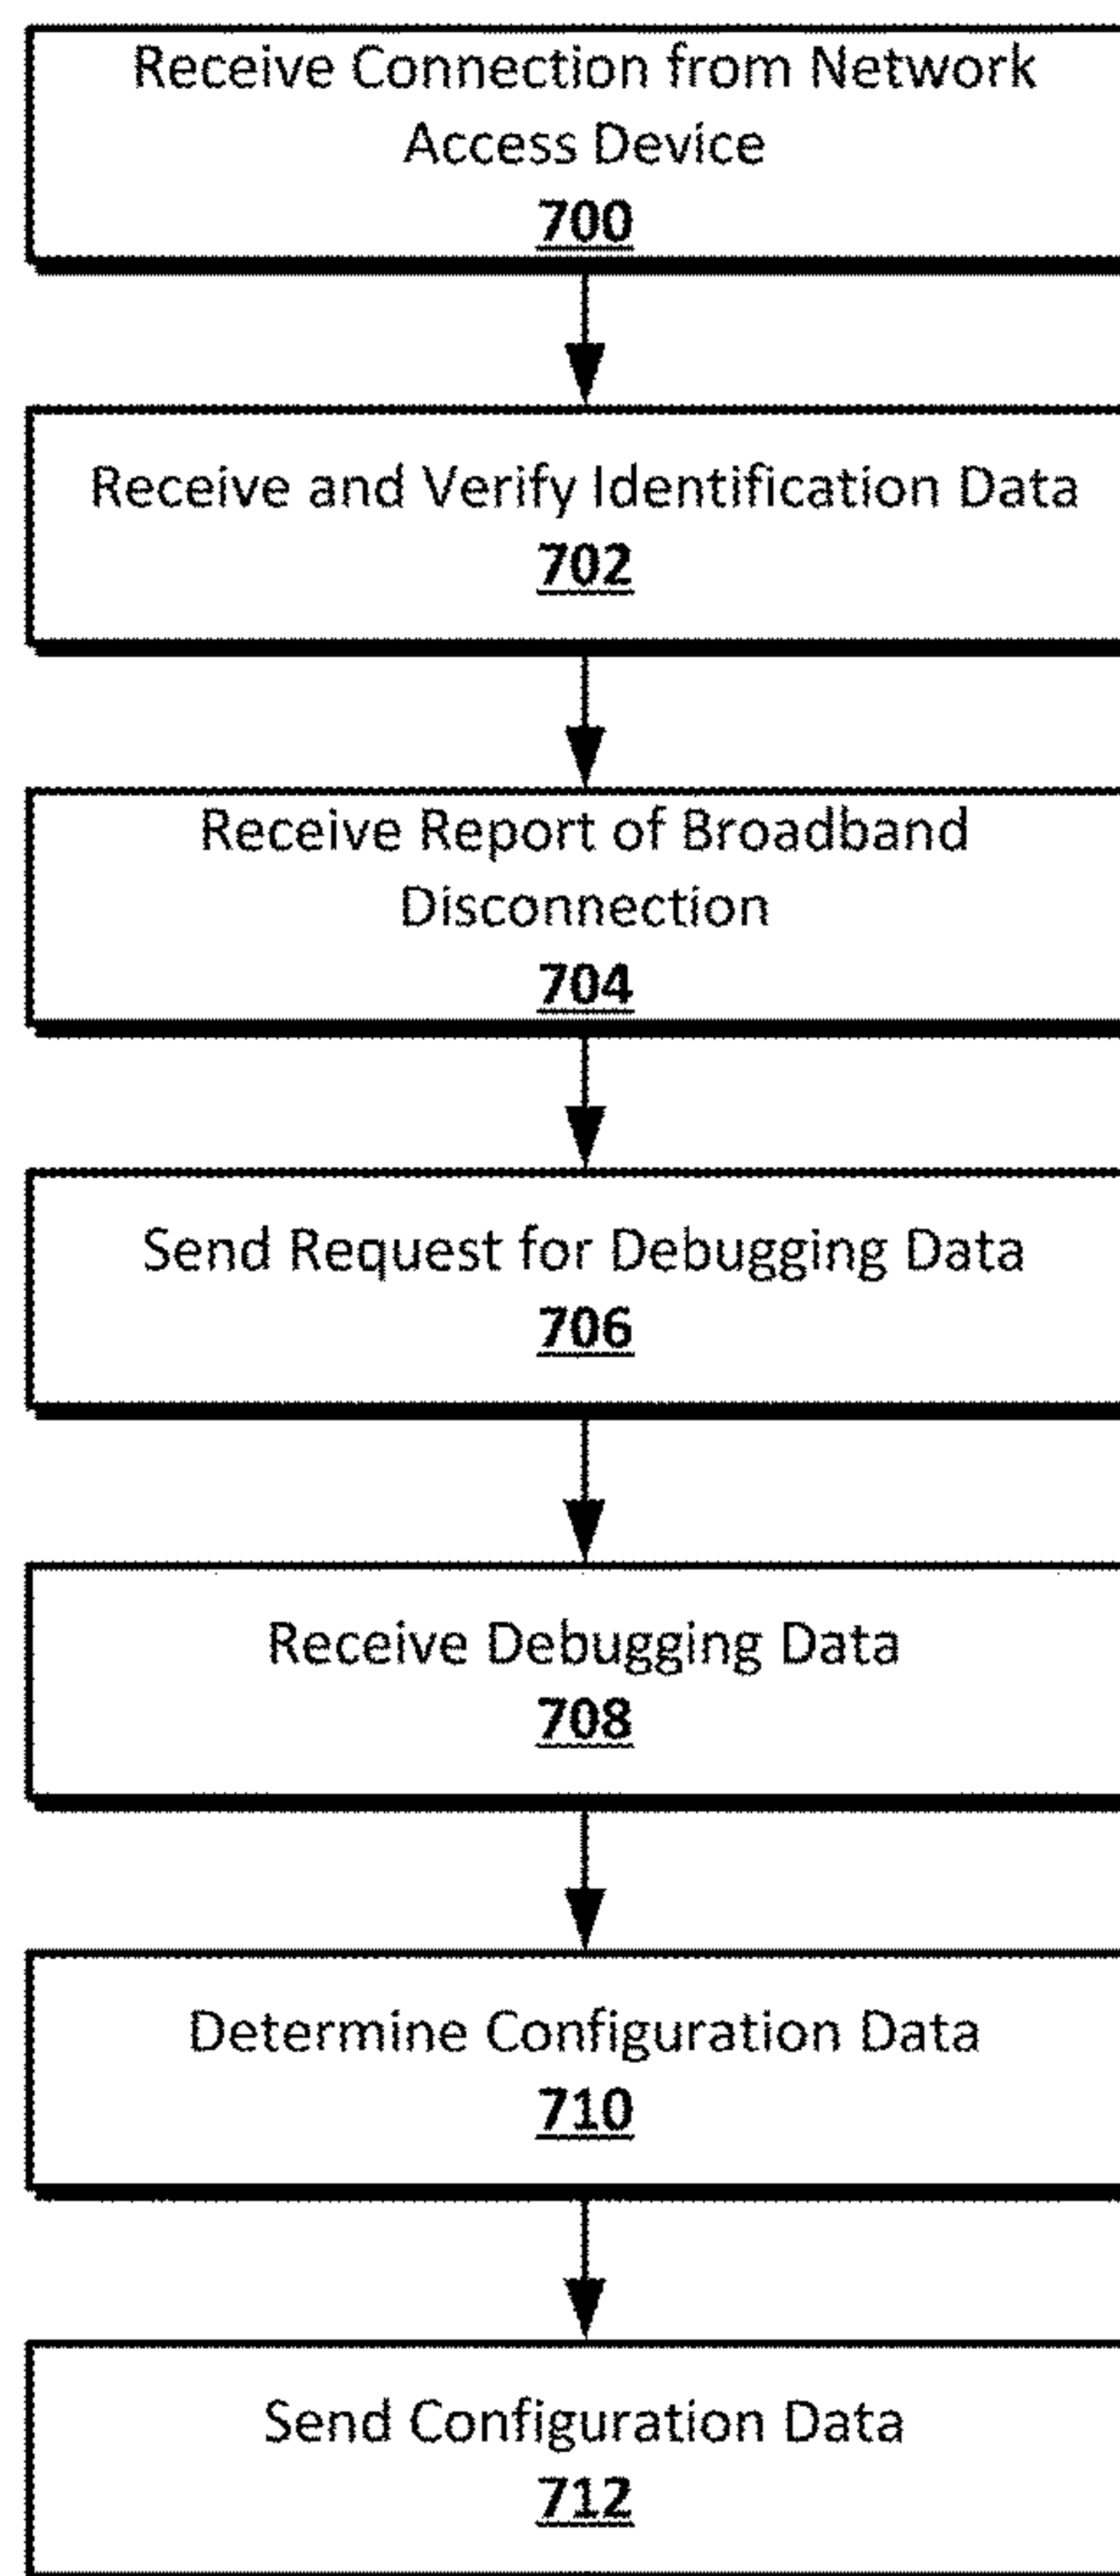 Receive Connection from Network
Access Device
700
Receive and Verify Identification Data
702
Receive Report of Broadband
Disconnection
704
Send Request for Debugging Data
706
Receive Debugging Data
708
Determine Configuration Data
710
Send Configuration Data
712